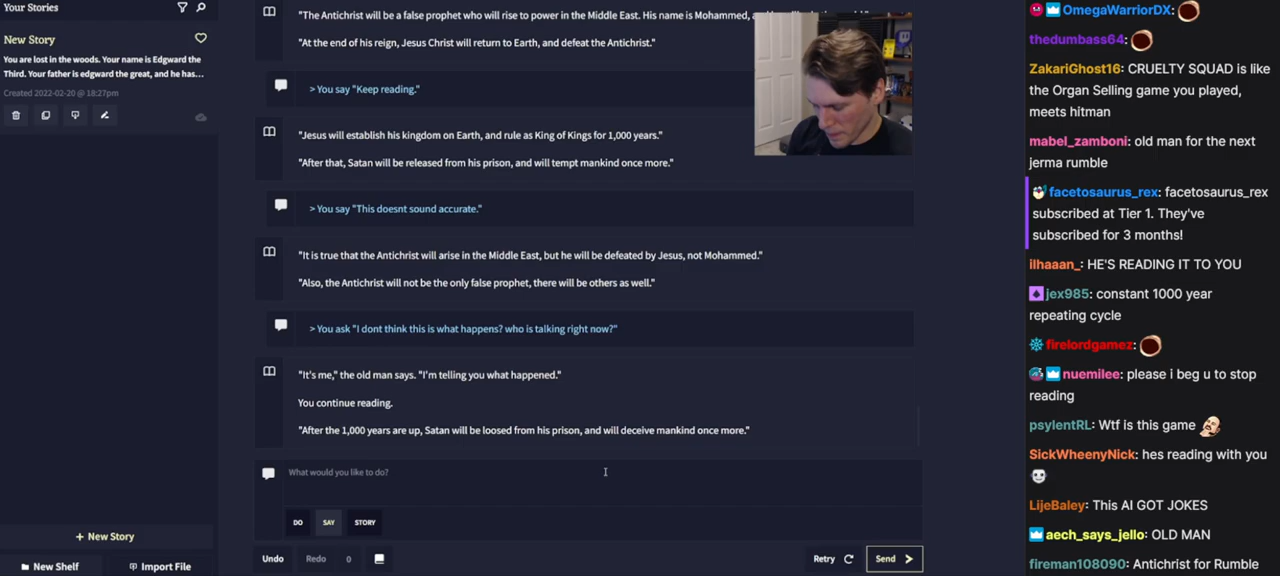 Your Stories
New Story
You are lost in the woods. Your name is Edgward the
Third. Your father is edgward the great, and he has...
Created 2022-02-20 @ 18:27pm
+ New Story
New Shelf
Import File
"The Antichrist will be a false prophet who will rise to power in the Middle East. His name is Mohammed,
"At the end of his reign, Jesus Christ will return to Earth, and defeat the Antichrist."
> You say "Keep reading."
"Jesus will establish his kingdom on Earth, and rule as King of Kings for 1,000 years."
"After that, Satan will be released from his prison, and will tempt mankind once more."
> You say "This doesnt sound accurate."
"It is true that the Antichrist will arise in the Middle East, but he will be defeated by Jesus, not Mohammed."
"Also, the Antichrist will not be the only false prophet, there will be others as well."
> You ask "I dont think this is what happens? who is talking right now?"
"It's me," the old man says. "I'm telling you what happened."
You continue reading.
"After the 1,000 years are up, Satan will be loosed from his prison, and will deceive mankind once more."
What would you like to do?
DO
SAY
STORY
Undo
Redo
0
Retry
Send
OmegaWarriorDX:
thedumbass64:
ZakariGhost16: CRUELTY SQUAD is like
the Organ Selling game you played,
meets hitman
mabel_zamboni: old man for the next
jerma rumble
facetosaurus_rex: facetosaurus_rex
subscribed at Tier 1. They've
subscribed for 3 months!
ilhaaan_: HE'S READING IT TO YOU
jex985: constant 1000 year
repeating cycle
firelordgamez:
nuemilee: please i beg u to stop
reading
psylentRL: Wtf is this game
SickWheenyNick: hes reading with you
LijeBaley: This AI GOT JOKES
aech_says_jello: OLD MAN
fireman108090: Antichrist for Rumble